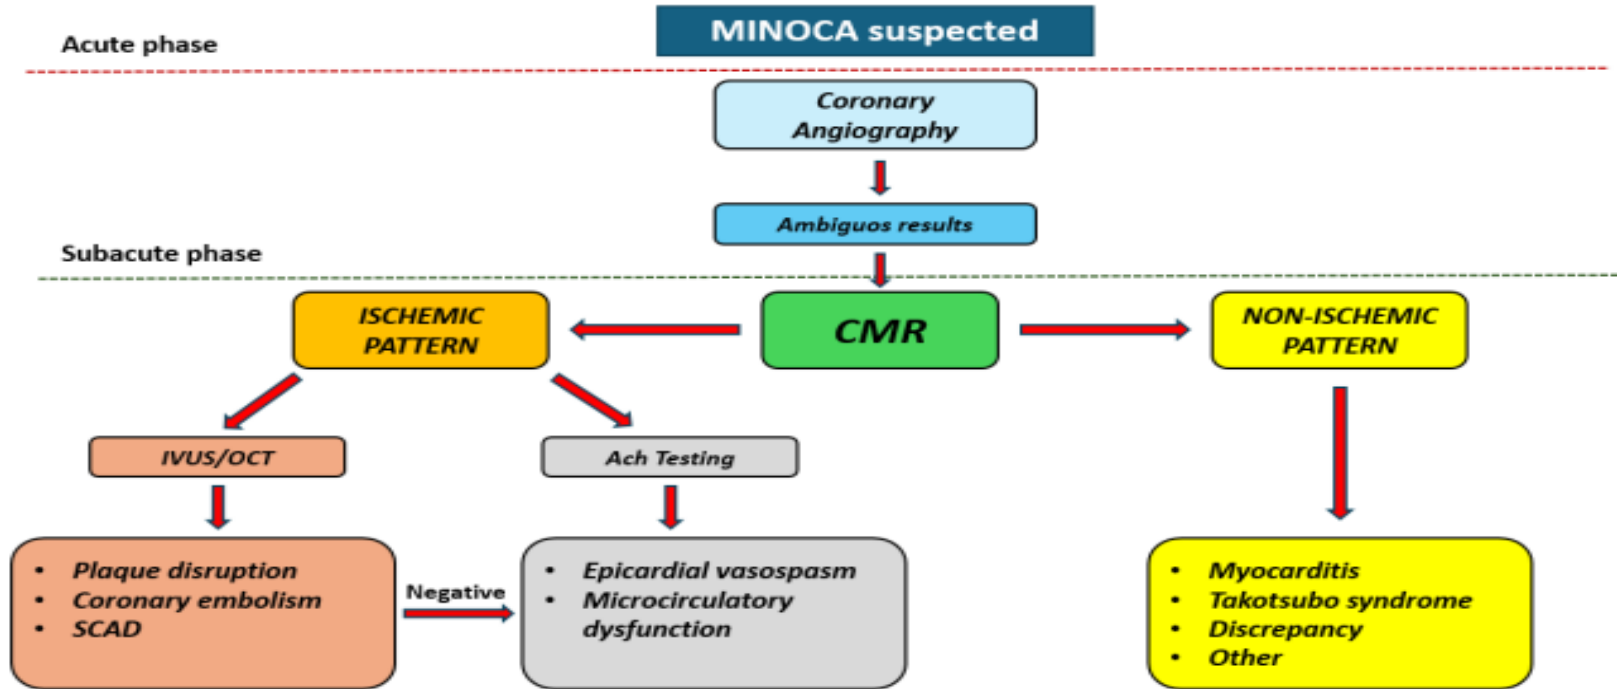 MINOCA suspected
Acute phase
Coronary
Angiography
Ambiguos results
Subacute phase
ISCHEMIC
PATTERN
CMR
NON-ISCHEMIC
PATTERN
IVUS/OCT
Ach Testing
• Plaque disruption
• Coronary embolism
• SCAD
Negative
• Epicardial vasospasm
• Microcirculatory
dysfunction
• Myocarditis
• Takotsubo syndrome
• Discrepancy
• Other